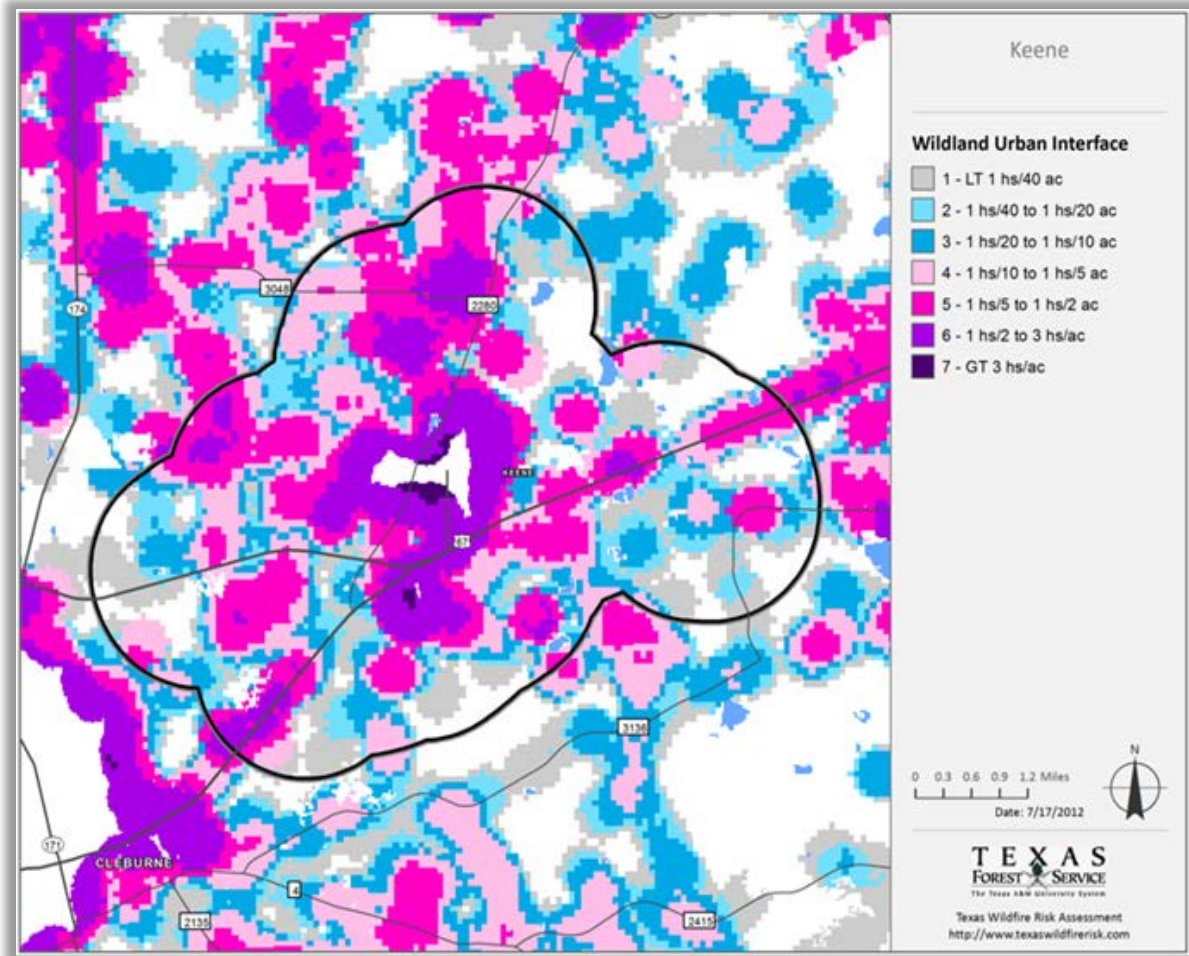 Keene
Wildland Urban Interface
1 - LT 1 hs/40 ac
2 - 1 hs/40 to 1 hs/20 ac
3 - 1 hs/20 to 1 hs/10 ac
4 - 1 hs/10 to 1 hs/5 ac
5 - 1 hs/5 to 1 hs/2 ac
6 - 1 hs/2 to 3 hs/ac
7 - GT 3 hs/ac
3048
2280
174
KEENE
67
3136
171
CLEBURNE
4
2135
2415
0 0.3 0.6 0.9 1.2 Miles
N
Date: 7/17/2012
TEXAS
FOREST SERVICE
The Texas A&M University System
Texas Wildfire Risk Assessment
http://www.texaswildfirerisk.com